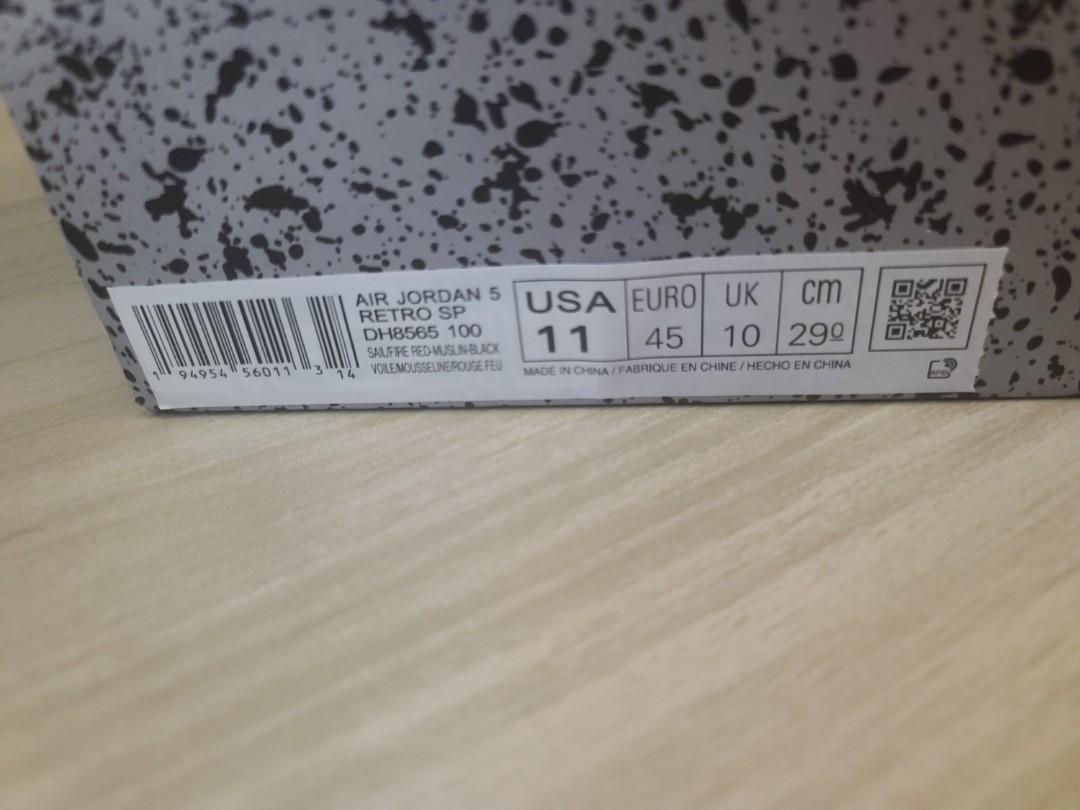 AIR JORDAN 5
RETRO SP
DH8565 100
SAIL/FIRE RED-MUSLIN-BLACK
VOILE/MOUSSELINE/ROUGE FEU
1 94954 56011 3 14
USA EURO UK cm
11 45 10 29º
MADE IN CHINA / FABRIQUE EN CHINE / HECHO EN CHINA
RFID